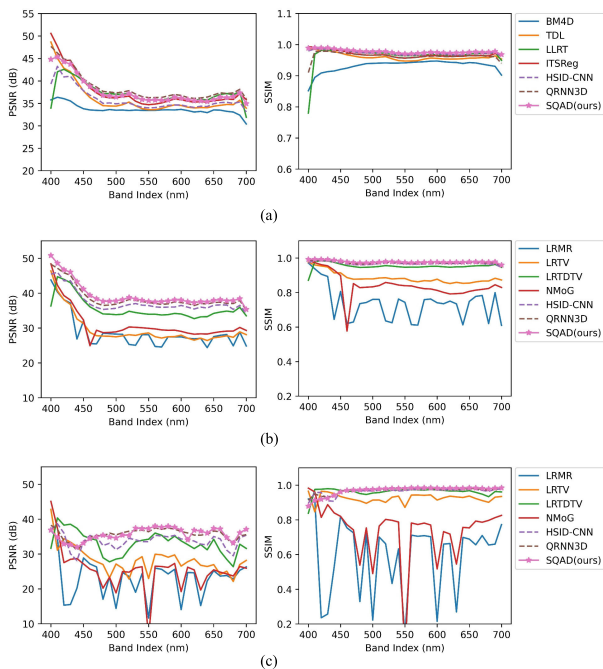 55
50
45
40
35
30
25
20
PSNR (dB)
400 450 500 550 600 650 700
Band Index (nm)
1.1
1.0
0.9
0.8
0.7
0.6
SSIM
400 450 500 550 600 650 700
Band Index (nm)
BM4D
TDL
LLRT
ITSReg
HSID-CNN
QRNN3D
SQAD(ours)
(a)
50
40
30
20
10
PSNR (dB)
400 450 500 550 600 650 700
Band Index (nm)
1.0
0.8
0.6
0.4
0.2
SSIM
400 450 500 550 600 650 700
Band Index (nm)
LRMR
LRTV
LRTDTV
NMoG
HSID-CNN
QRNN3D
SQAD(ours)
(b)
50
40
30
20
10
PSNR (dB)
400 450 500 550 600 650 700
Band Index (nm)
1.0
0.8
0.6
0.4
0.2
SSIM
400 450 500 550 600 650 700
Band Index (nm)
LRMR
LRTV
LRTDTV
NMoG
HSID-CNN
QRNN3D
SQAD(ours)
(c)